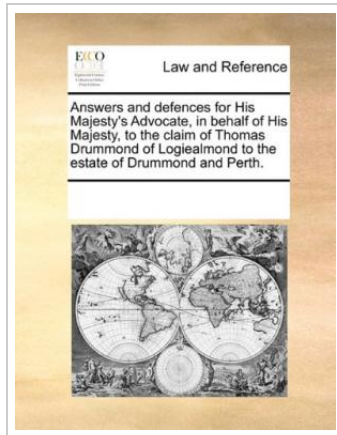 ECCO
Law and Reference
Answers and defences for His
Majesty's Advocate, in behalf of His
Majesty, to the claim of Thomas
Drummond of Logiealmond to the
estate of Drummond and Perth.